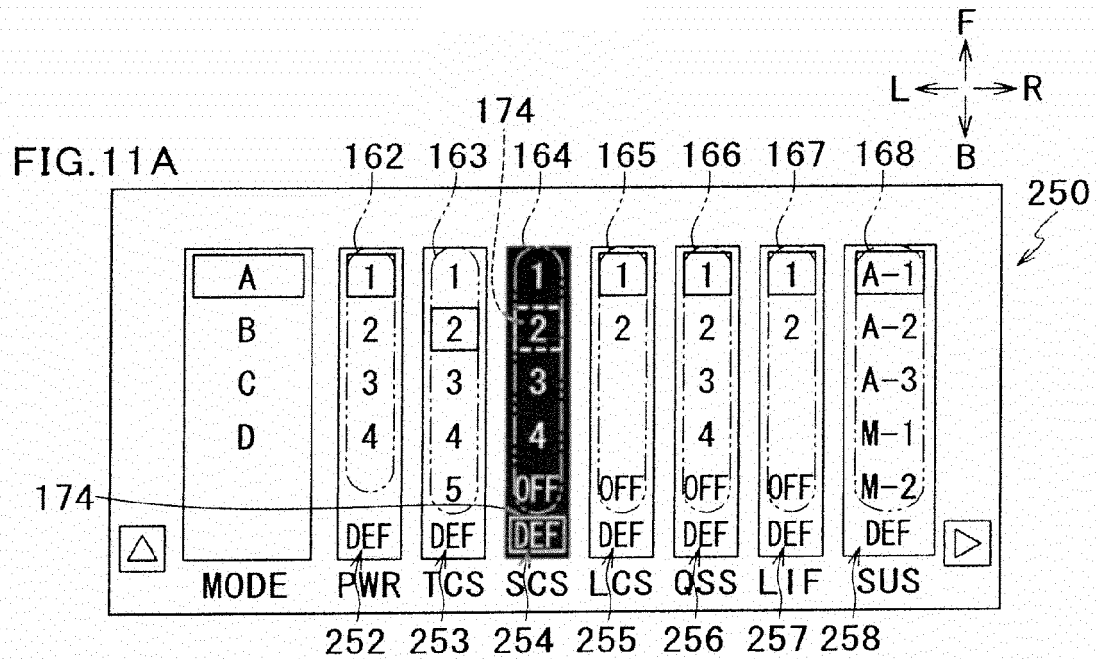 F
L R
B
174
FIG.11A 162 163 164 165 166 167 168
250
A 1 1 1 1 1 1 A-1
B 2 2 2 2 2 2 A-2
C 3 3 3 3 A-3
D 4 4 4 4 M-1
174 5 OFF OFF OFF OFF M-2
DEF DEF DEF DEF DEF DEF DEF
MODE PWR TCS SCS LCS QSS LIF SUS
252 253 254 255 256 257 258